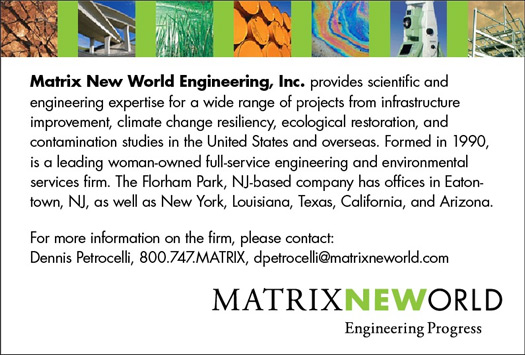 Matrix New World Engineering, Inc. provides scientific and
engineering expertise for a wide range of projects from infrastructure
improvement, climate change resiliency, ecological restoration, and
contamination studies in the United States and overseas. Formed in 1990,
is a leading woman-owned full-service engineering and environmental
services firm. The Florham Park, NJ-based company has offices in Eaton-
town, NJ, as well as New York, Louisiana, Texas, California, and Arizona.
For more information on the firm, please contact:
Dennis Petrocelli, 800.747.MATRIX, dpetrocelli@matrixneworld.com
MATRIXNEWORLD
Engineering Progress